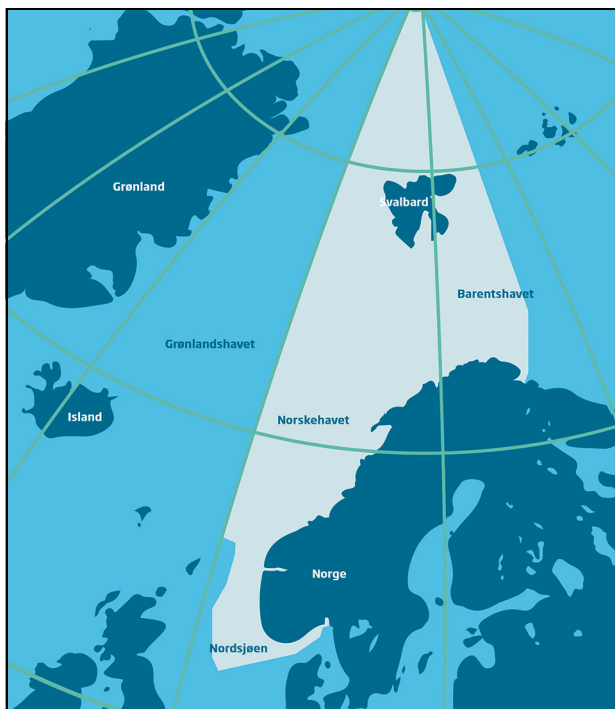 Grønland
Svalbard
Barentshavet
Grønlandshavet
Island
Norskehavet
Norge
Nordsjøen